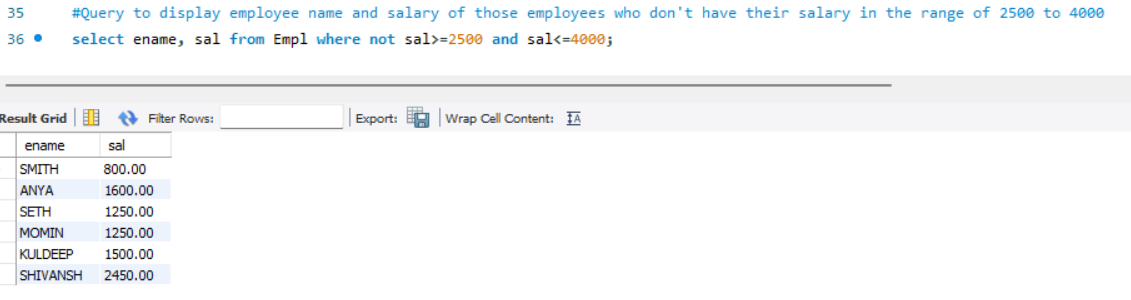 35 #Query to display employee name and salary of those employees who don't have their salary in the range of 2500 to 4000
36 select ename, sal from Empl where not sal>=2500 and sal<=4000;
Result Grid Filter Rows: Export: Wrap Cell Content: IA
ename sal
SMITH 800.00
ANYA 1600.00
SETH 1250.00
MOMIN 1250.00
KULDEEP 1500.00
SHIVANSH 2450.00